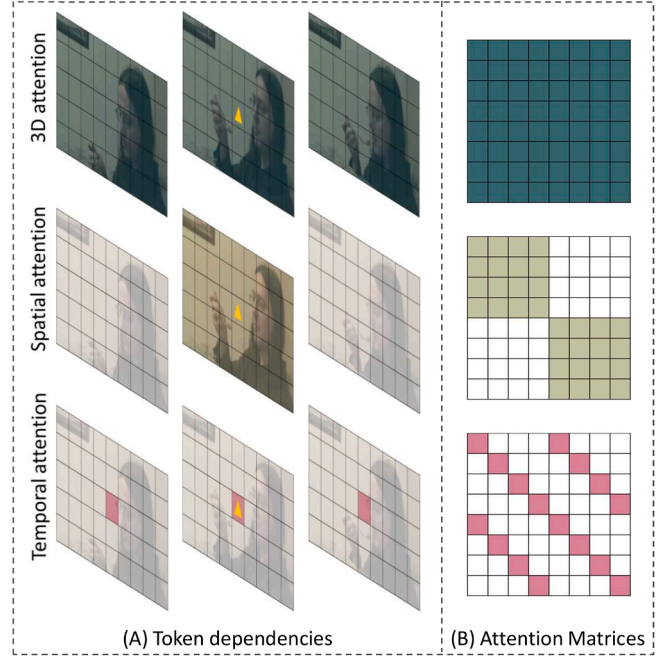 3D attention
Spatial attention
Temporal attention
(A) Token dependencies
(B) Attention Matrices